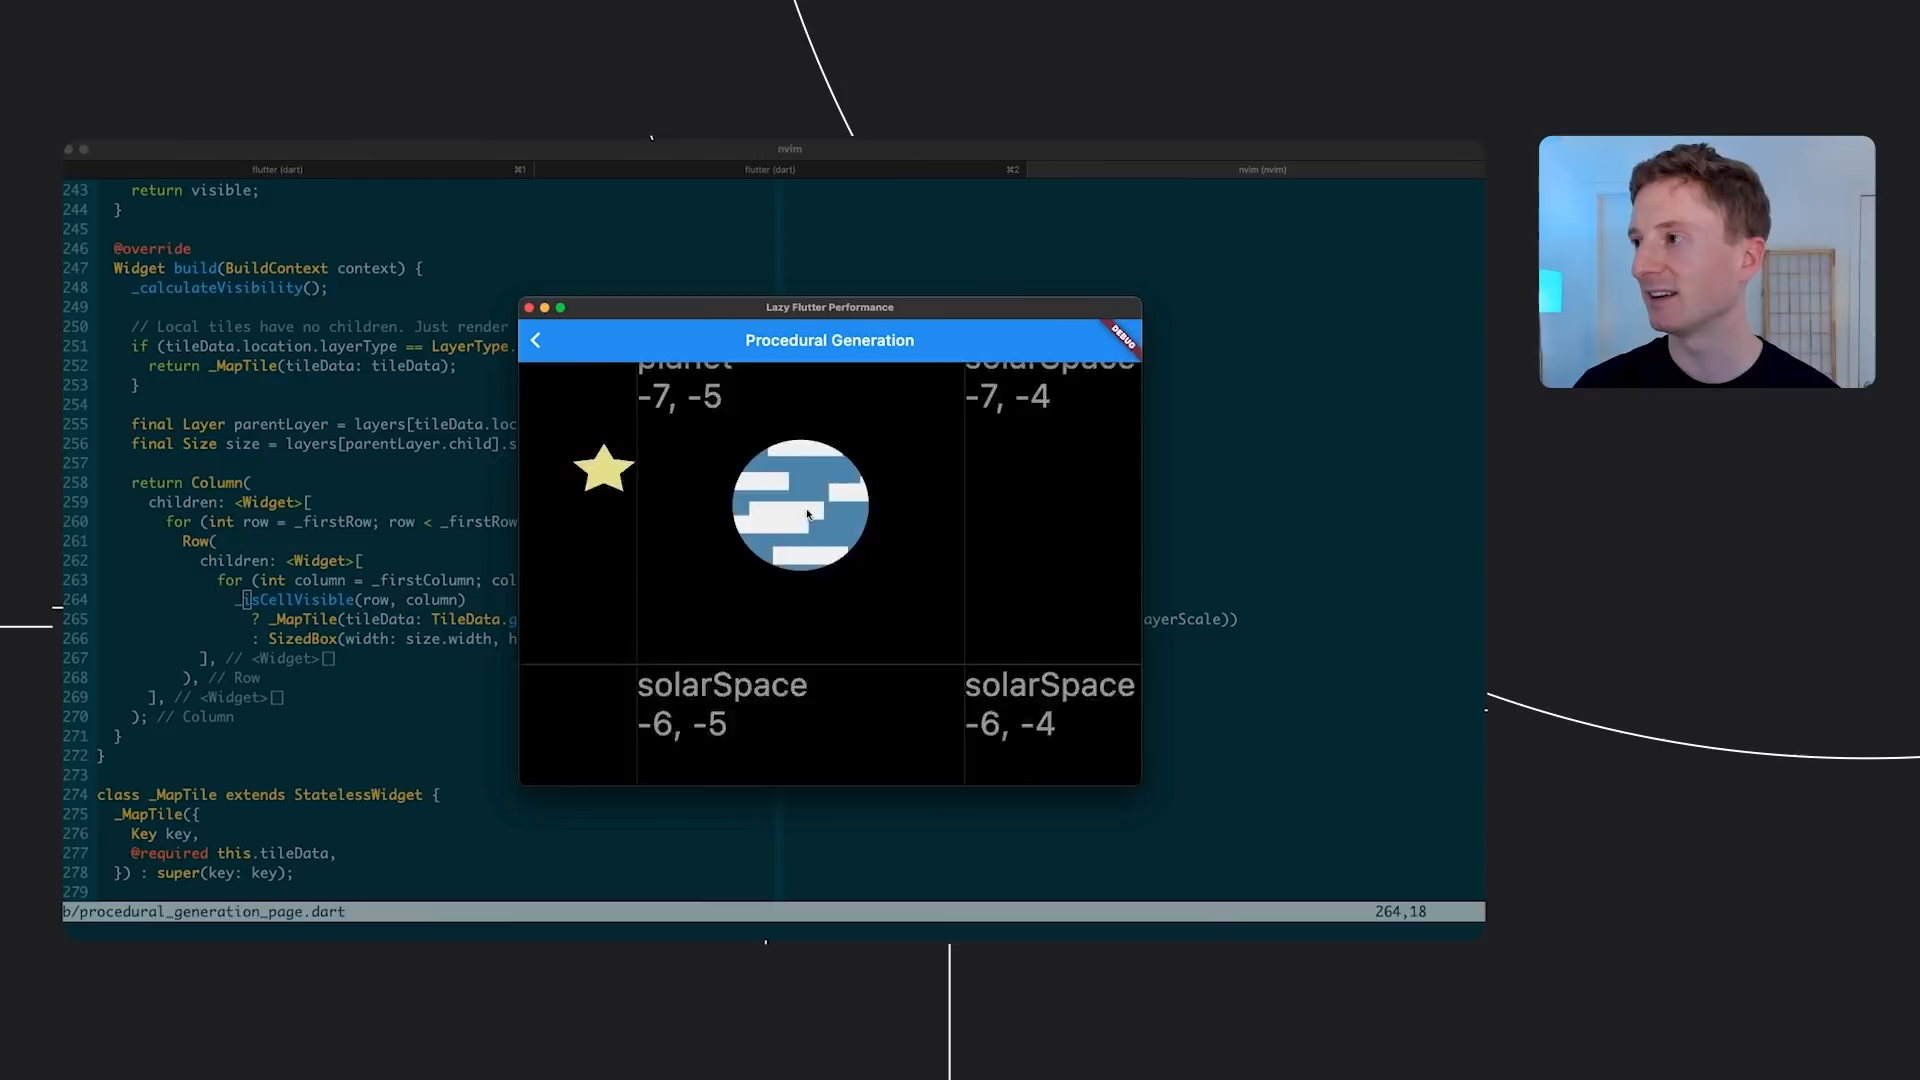 nvim
flutter (dart) ⌘1 flutter (dart) ⌘2 nvim (nvim)
243 return visible;
244 }
245
246 @override
247 Widget build(BuildContext context) {
248 _calculateVisibility();
249
250 // Local tiles have no children. Just render
251 if (tileData.location.layerType == LayerType.
252 return _MapTile(tileData: tileData);
253 }
254
255 final Layer parentLayer = layers[tileData.loc
256 final Size size = layers[parentLayer.child].s
257
258 return Column(
259 children: <Widget>[
260 for (int row = _firstRow; row < _firstRow
261 Row(
262 children: <Widget>[
263 for (int column = _firstColumn; col
264 _isCellVisible(row, column)
265 ? _MapTile(tileData: TileData.g ayerScale))
266 : SizedBox(width: size.width, h
267 ], // <Widget>[]
268 ), // Row
269 ], // <Widget>[]
270 ); // Column
271 }
272 }
273
274 class _MapTile extends StatelessWidget {
275 _MapTile({
276 Key key,
277 @required this.tileData,
278 }) : super(key: key);
279
b/procedural_generation_page.dart 264,18
Lazy Flutter Performance
Procedural Generation
DEBUG
planet
-7, -5
solarSpace
-7, -4
solarSpace
-6, -5
solarSpace
-6, -4